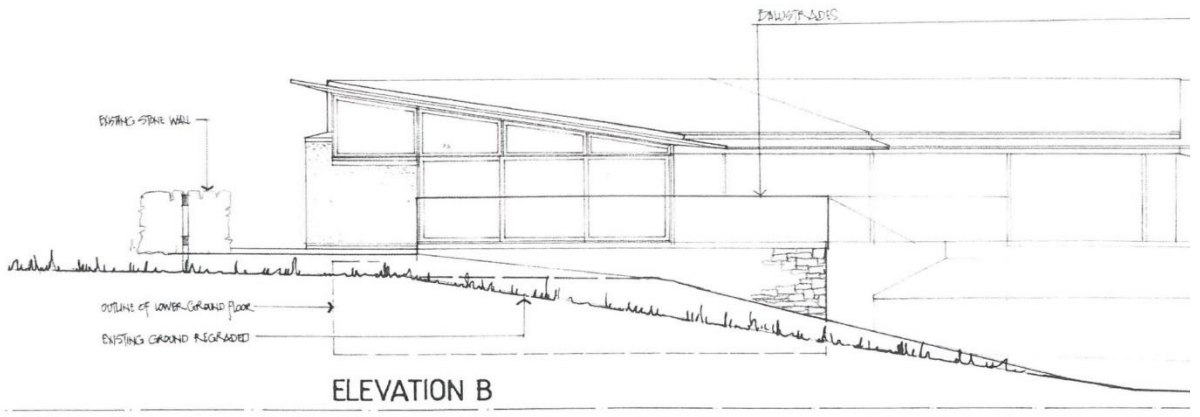 BALUSTRADES
EXISTING STONE WALL
OUTLINE OF LOWER GROUND FLOOR
EXISTING GROUND REGRADED
ELEVATION B